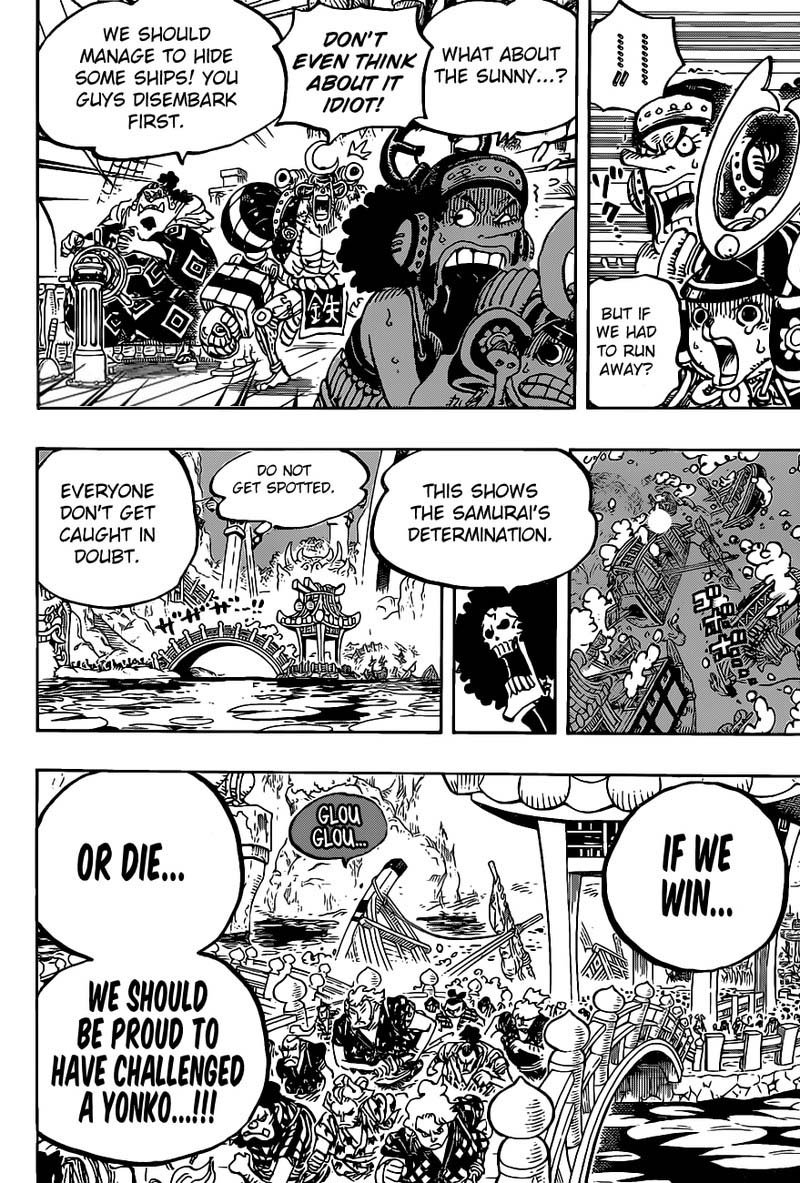 BUT IF
WE HAD
TO RUN
AWAY?
WHAT ABOUT
THE SUNNY...?
DON'T
EVEN THINK
ABOUT IT
IDIOT!
WE SHOULD
MANAGE TO HIDE
SOME SHIPS! YOU
GUYS DISEMBARK
FIRST.
鉄
THIS SHOWS
THE SAMURAI'S
DETERMINATION.
DO NOT
GET SPOTTED.
EVERYONE
DON'T GET
CAUGHT IN
DOUBT.
IF WE
WIN...
GLOU
GLOU...
OR DIE...
WE SHOULD
BE PROUD TO
HAVE CHALLENGED
A YONKO...!!!